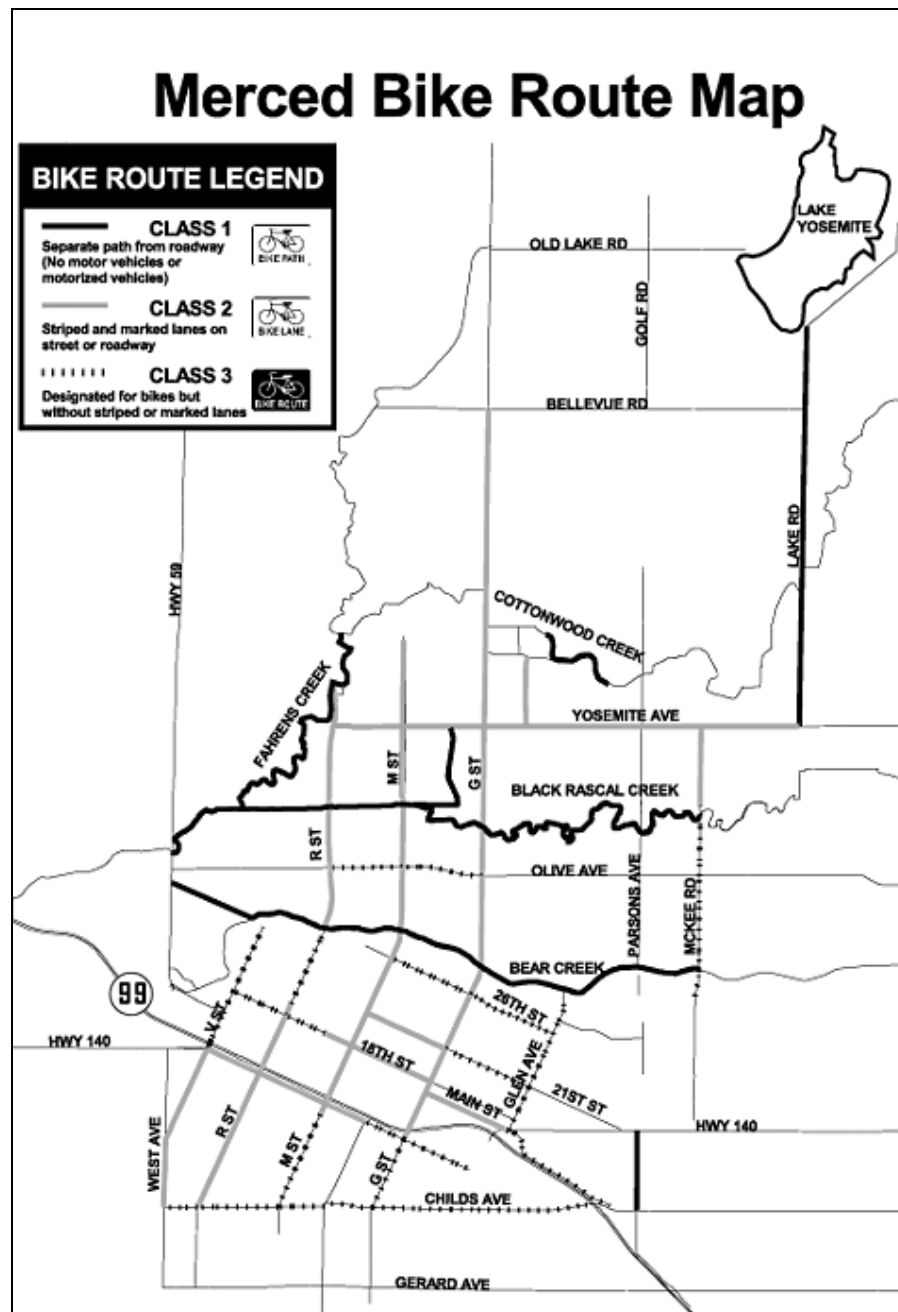 Merced Bike Route Map
BIKE ROUTE LEGEND
CLASS 1
Separate path from roadway
(No motor vehicles or
motorized vehicles)
BIKE PATH
CLASS 2
Striped and marked lanes on
street or roadway
BIKE LANE
CLASS 3
Designated for bikes but
without striped or marked lanes
BIKE ROUTE
LAKE
YOSEMITE
OLD LAKE RD
GOLF RD
BELLEVUE RD
LAKE RD
HWY 59
COTTONWOOD CREEK
FAHRENS CREEK
YOSEMITE AVE
M ST
G ST
BLACK RASCAL CREEK
R ST
OLIVE AVE
PARSONS AVE
MCKEE RD
BEAR CREEK
99
26TH ST
V ST
HWY 140
18TH ST
GLEN AVE
21ST ST
MAIN ST
HWY 140
WEST AVE
R ST
M ST
G ST
CHILDS AVE
GERARD AVE